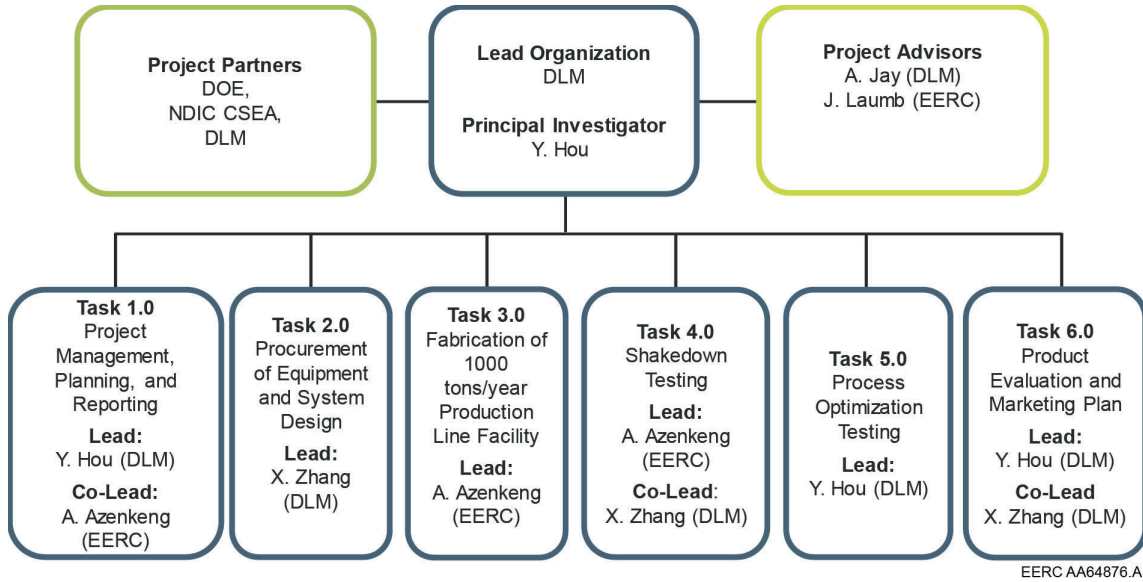 Project Partners
DOE,
NDIC CSEA,
DLM
Lead Organization
DLM
Principal Investigator
Y. Hou
Project Advisors
A. Jay (DLM)
J. Laumb (EERC)
Task 1.0
Project
Management,
Planning, and
Reporting
Lead:
Y. Hou (DLM)
Co-Lead:
A. Azenkeng
(EERC)
Task 2.0
Procurement
of Equipment
and System
Design
Lead:
X. Zhang
(DLM)
Task 3.0
Fabrication of
1000
tons/year
Production
Line Facility
Lead:
A. Azenkeng
(EERC)
Task 4.0
Shakedown
Testing
Lead:
A. Azenkeng
(EERC)
Co-Lead:
X. Zhang (DLM)
Task 5.0
Process
Optimization
Testing
Lead:
Y. Hou (DLM)
Task 6.0
Product
Evaluation and
Marketing Plan
Lead:
Y. Hou (DLM)
Co-Lead
X. Zhang (DLM)
EERC AA64876.AI